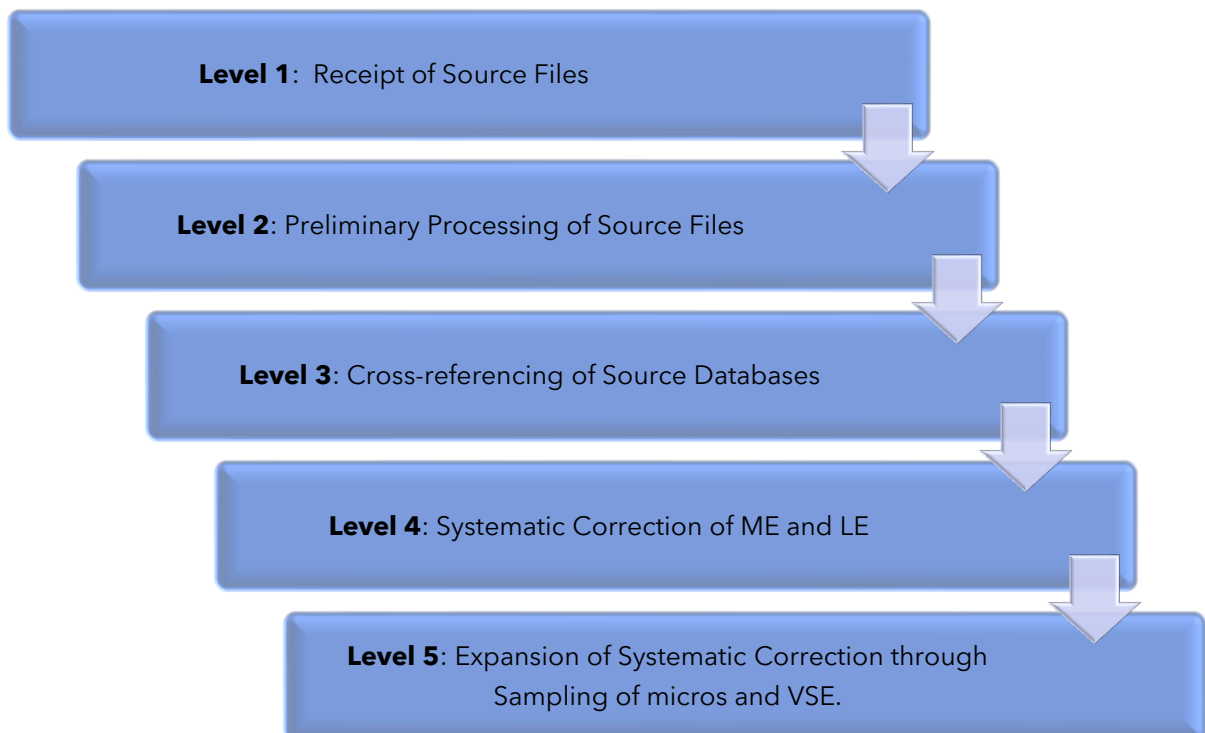 Level 1: Receipt of Source Files
Level 2: Preliminary Processing of Source Files
Level 3: Cross-referencing of Source Databases
Level 4: Systematic Correction of ME and LE
Level 5: Expansion of Systematic Correction through
Sampling of micros and VSE.